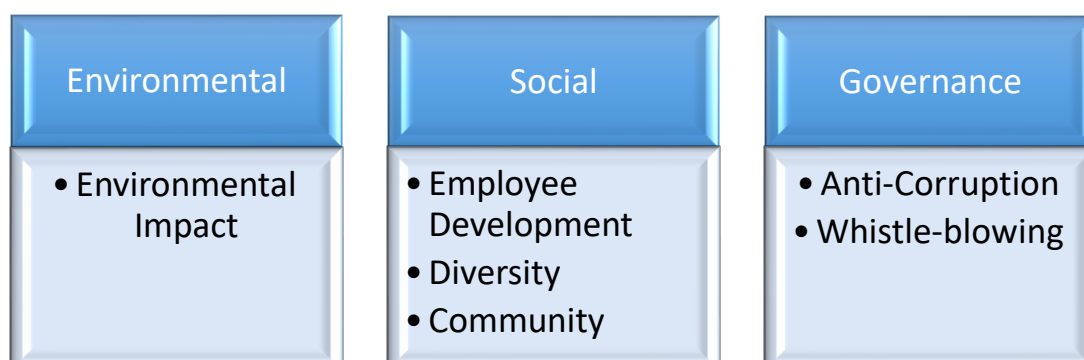 Environmental
• Environmental
Impact
Social
• Employee
Development
• Diversity
• Community
Governance
• Anti-Corruption
• Whistle-blowing